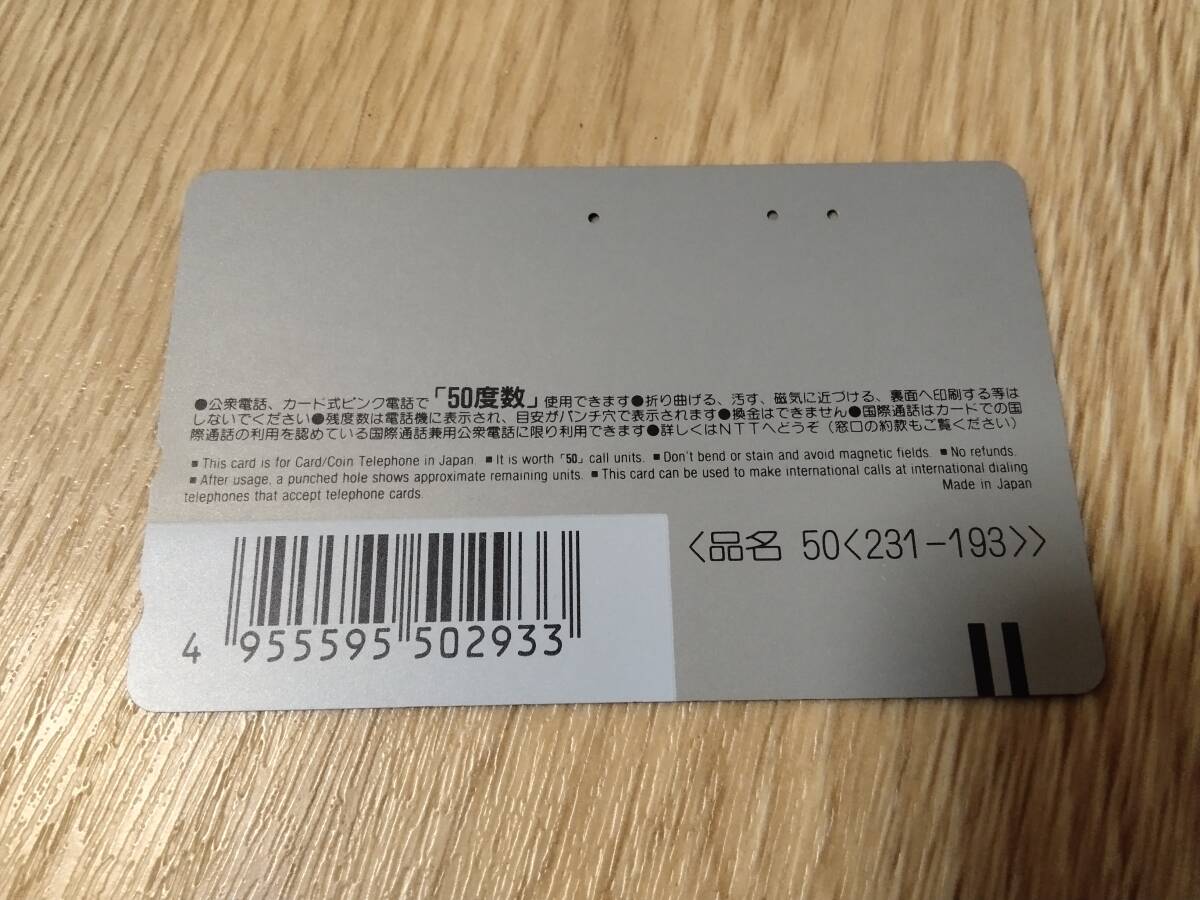 ●公衆電話、カード式ピンク電話で「50度数」使用できます●折り曲げる、汚す、磁気に近づける、裏面へ印刷する等は
しないでください●残度数は電話機に表示され、目安がパンチ穴で表示されます●換金はできません●国際通話はカードでの国
際通話の利用を認めている国際通話兼用公衆電話に限り利用できます●詳しくはNTTへどうぞ(窓口の約款もご覧ください)
■ This card is for Card/Coin Telephone in Japan. ■ It is worth「50」call units. ■ Don't bend or stain and avoid magnetic fields. ■ No refunds.
■ After usage, a punched hole shows approximate remaining units. ■ This card can be used to make international calls at international dialing
telephones that accept telephone cards.
Made in Japan
<品名 50<231-193>>
4 955595 502933